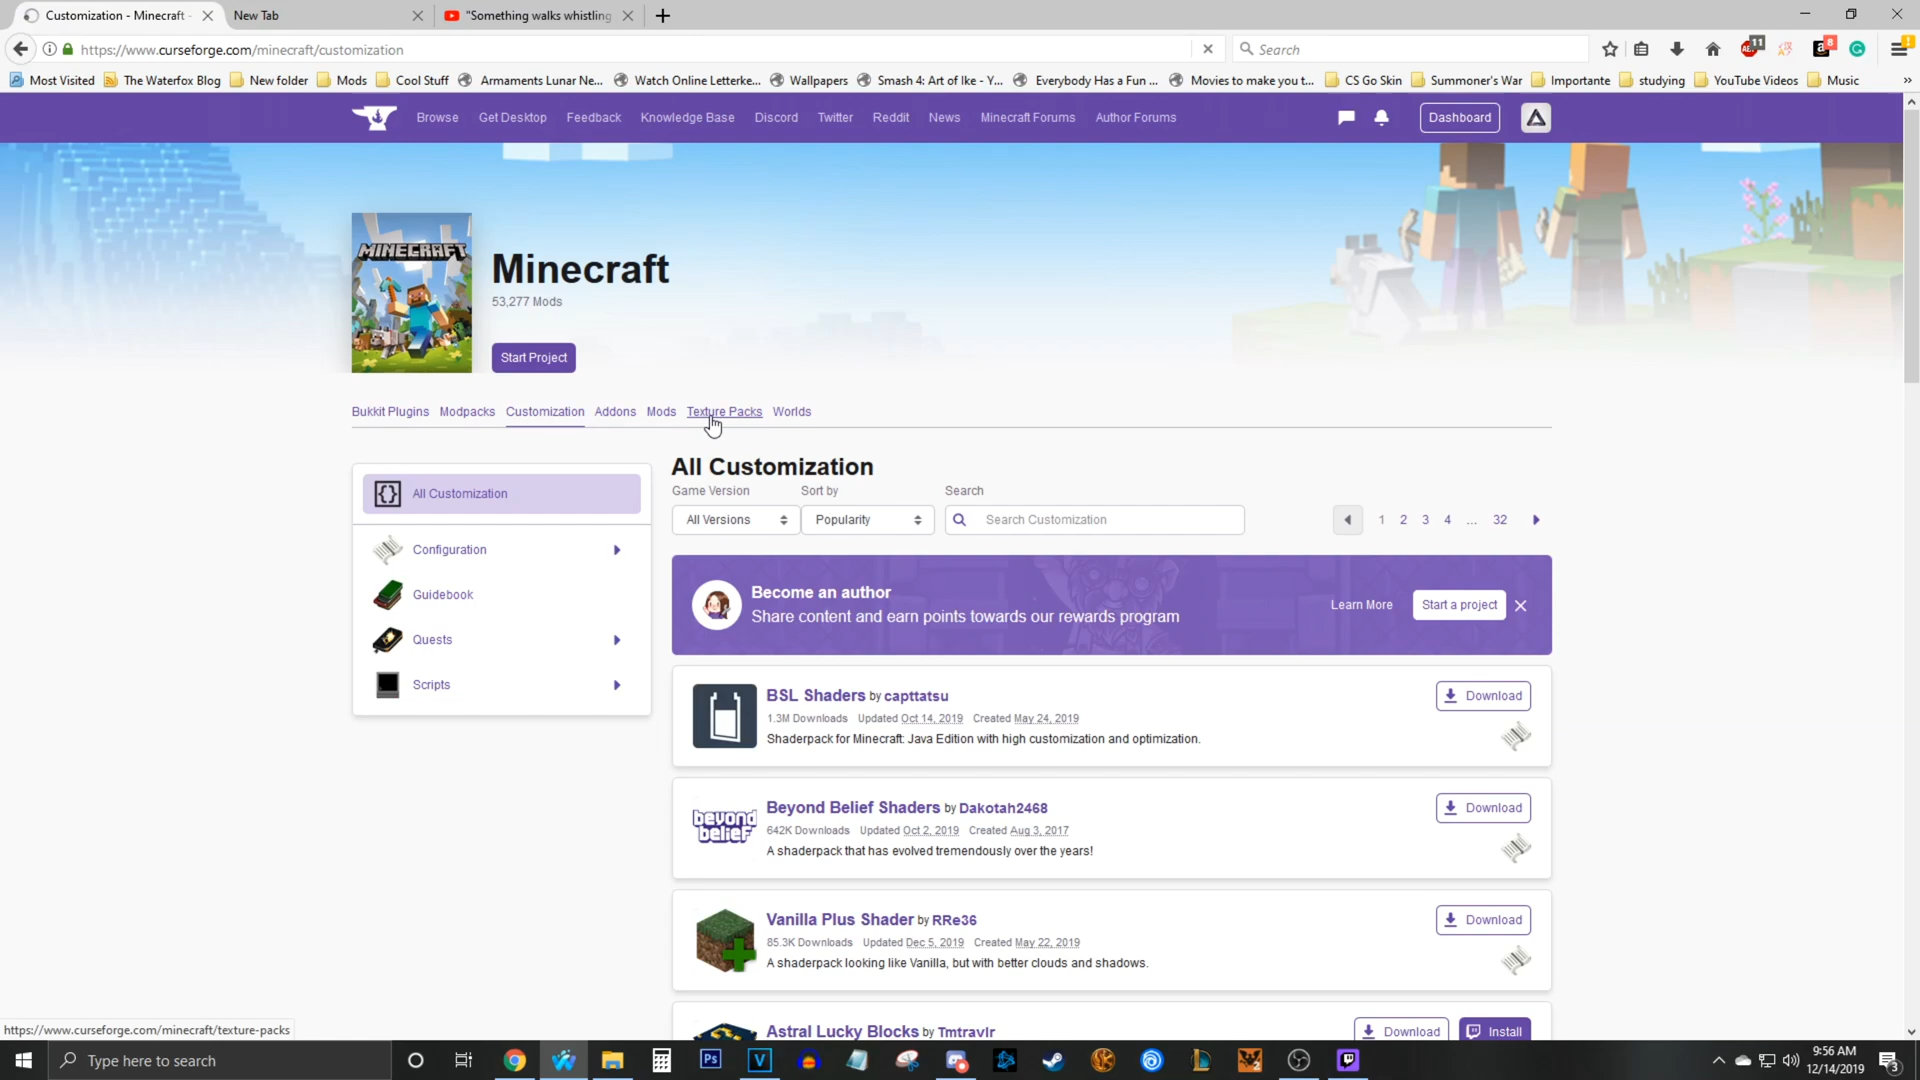 Customization - Minecraft -
New Tab
"Something walks whistling
https://www.curseforge.com/minecraft/customization
Search
11
8
Most Visited
The Waterfox Blog
New folder
Mods
Cool Stuff
Armaments Lunar Ne...
Watch Online Letterke...
Wallpapers
Smash 4: Art of Ike - Y...
Everybody Has a Fun ...
Movies to make you t...
CS Go Skin
Summoner's War
Importante
studying
YouTube Videos
Music
Browse
Get Desktop
Feedback
Knowledge Base
Discord
Twitter
Reddit
News
Minecraft Forums
Author Forums
Dashboard
MINECRAFT
Minecraft
53,277 Mods
Start Project
Bukkit Plugins
Modpacks
Customization
Addons
Mods
Texture Packs
Worlds
All Customization
Configuration
Guidebook
Quests
Scripts
All Customization
Game Version
Sort by
Search
All Versions
Popularity
Search Customization
1 2 3 4 ... 32
Become an author
Share content and earn points towards our rewards program
Learn More
Start a project
BSL Shaders by capttatsu
1.3M Downloads Updated Oct 14, 2019 Created May 24, 2019
Shaderpack for Minecraft: Java Edition with high customization and optimization.
Download
beyond
belief
Beyond Belief Shaders by Dakotah2468
642K Downloads Updated Oct 2, 2019 Created Aug 3, 2017
A shaderpack that has evolved tremendously over the years!
Download
Vanilla Plus Shader by RRe36
85.3K Downloads Updated Dec 5, 2019 Created May 22, 2019
A shaderpack looking like Vanilla, but with better clouds and shadows.
Download
Astral Lucky Blocks by Tmtravlr
Download
Install
https://www.curseforge.com/minecraft/texture-packs
Type here to search
Ps
V
2
9:56 AM
12/14/2019
3